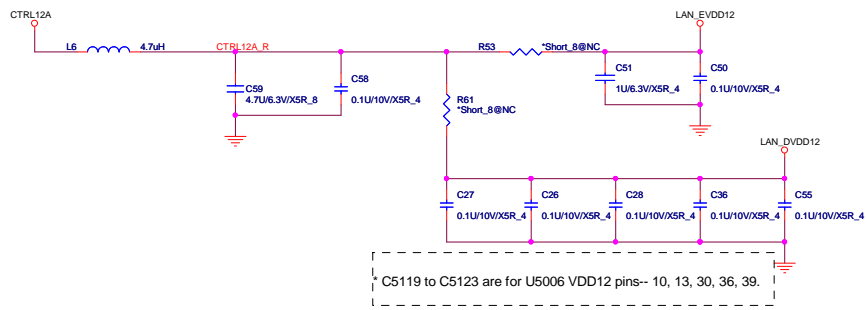 CTRL12A
LAN_EVDD12
L6
4.7uH
CTRL12A_R
R53
*Short_8@NC
C59
4.7U/6.3V/X5R_8
C58
0.1U/10V/X5R_4
C51
1U/6.3V/X5R_4
C50
0.1U/10V/X5R_4
R61
*Short_8@NC
LAN_DVDD12
C27
0.1U/10V/X5R_4
C26
0.1U/10V/X5R_4
C28
0.1U/10V/X5R_4
C36
0.1U/10V/X5R_4
C55
0.1U/10V/X5R_4
* C5119 to C5123 are for U5006 VDD12 pins-- 10, 13, 30, 36, 39.